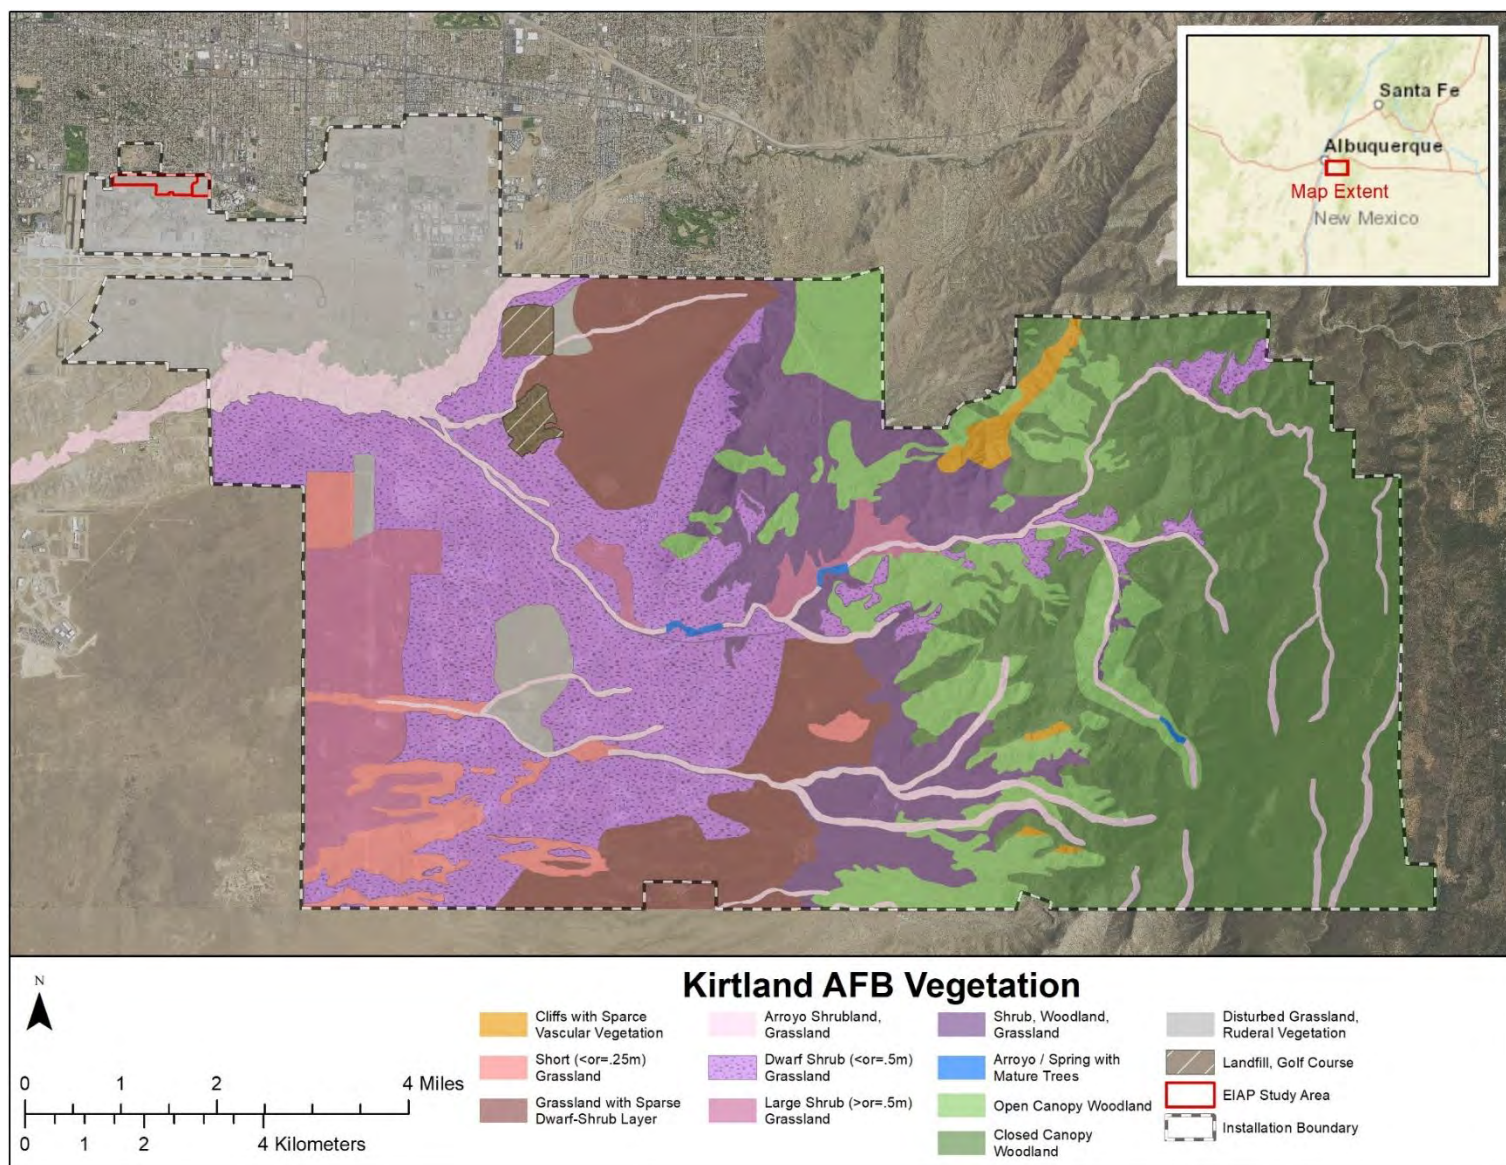 Santa Fe
Albuquerque
Map Extent
New Mexico
Kirtland AFB Vegetation
N
0 1 2 4 Miles
0 1 2 4 Kilometers
Cliffs with Sparce
Vascular Vegetation
Short (<or=.25m)
Grassland
Grassland with Sparse
Dwarf-Shrub Layer
Arroyo Shrubland,
Grassland
Dwarf Shrub (<or=.5m)
Grassland
Large Shrub (>or=.5m)
Grassland
Shrub, Woodland,
Grassland
Arroyo / Spring with
Mature Trees
Open Canopy Woodland
Closed Canopy
Woodland
Disturbed Grassland,
Ruderal Vegetation
Landfill, Golf Course
EIAP Study Area
Installation Boundary